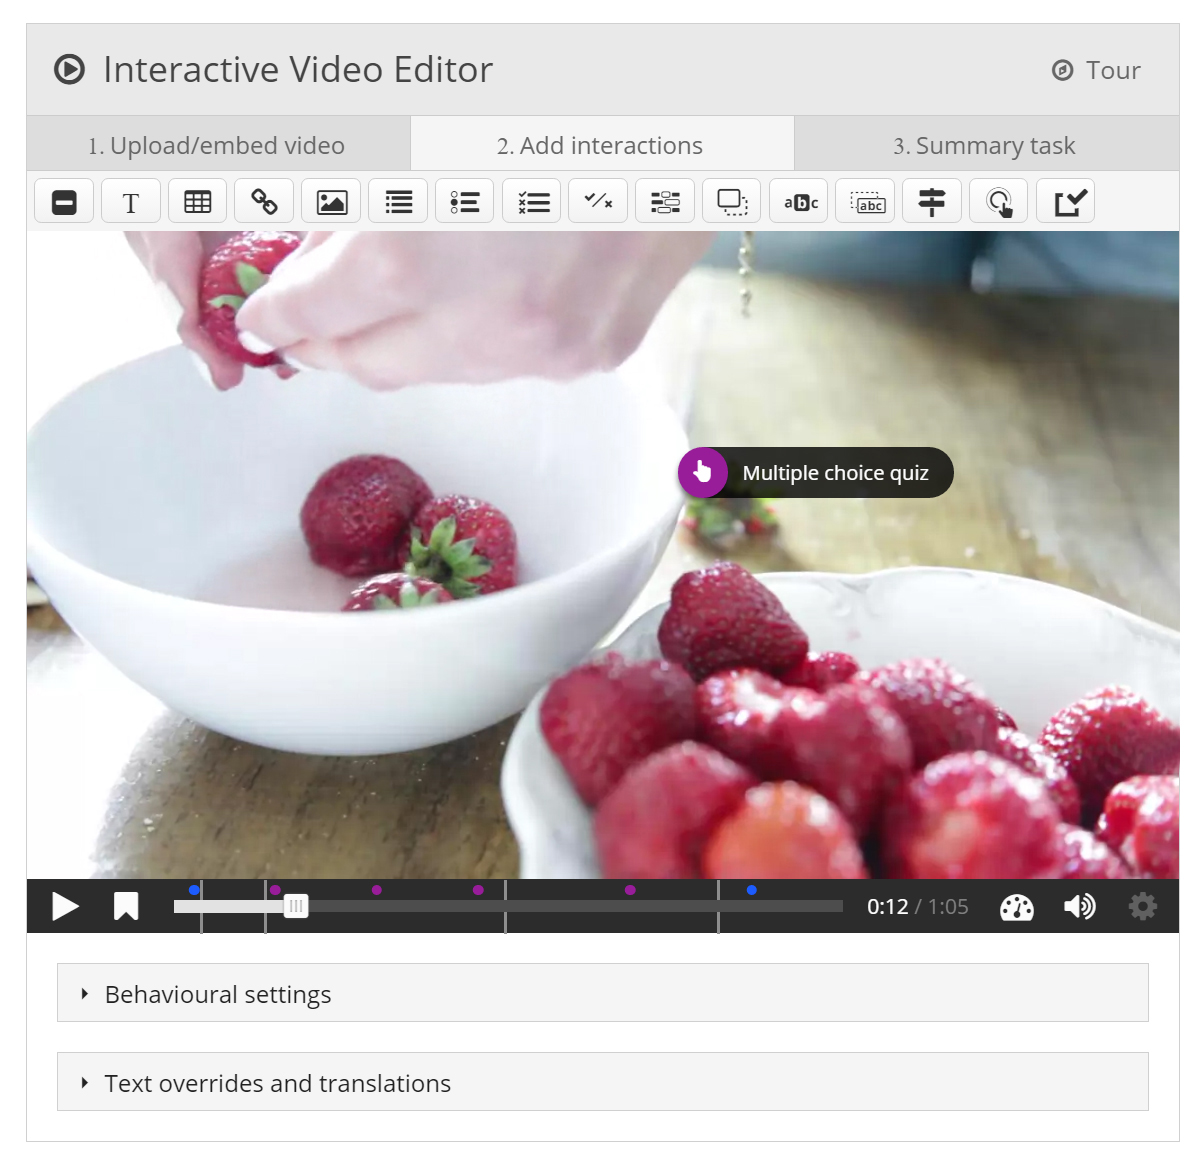 Interactive Video Editor
Tour
1. Upload/embed video
2. Add interactions
3. Summary task
T
abc
abc
Multiple choice quiz
0:12 / 1:05
Behavioural settings
Text overrides and translations